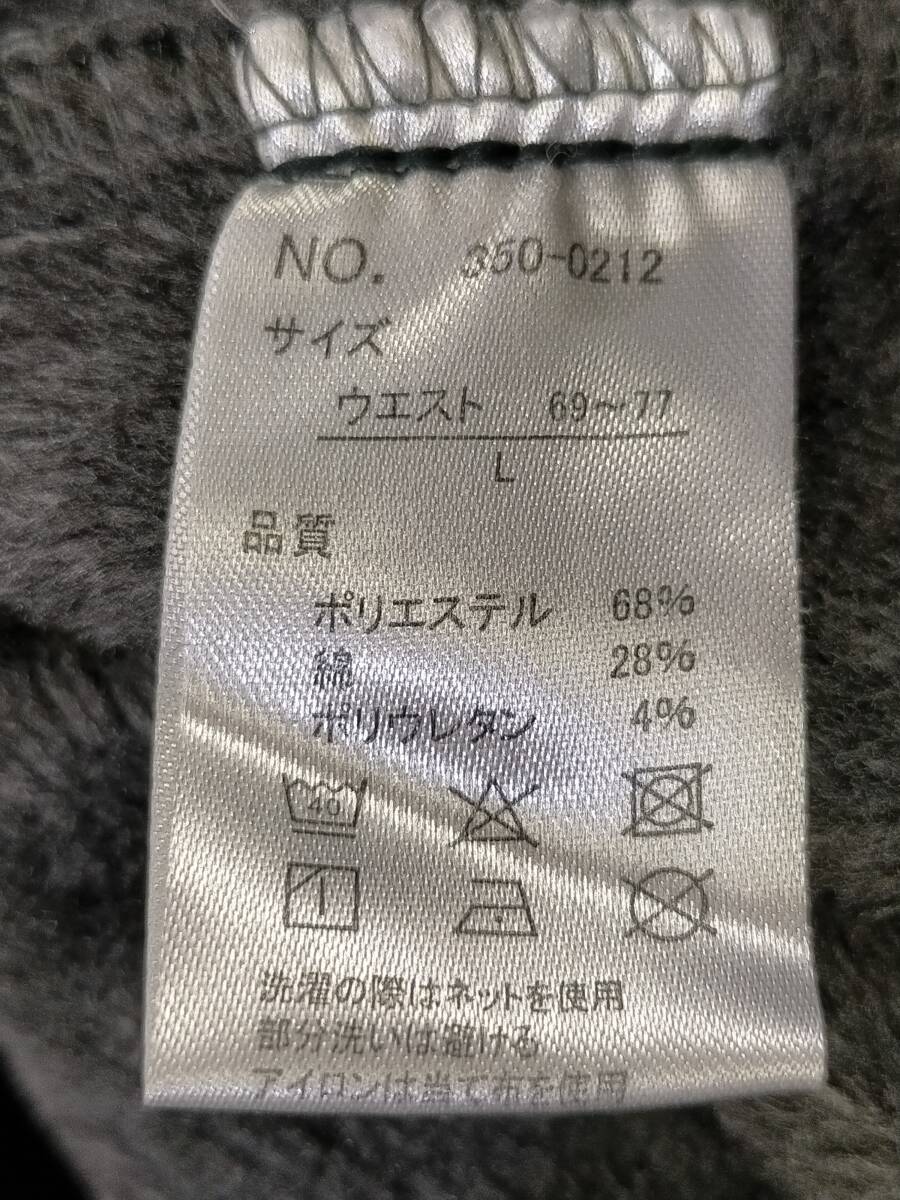 NO. 350-0212
サイズ
ウエスト 69〜77
L
品質
ポリエステル 68%
綿 28%
ポリウレタン 4%
40
洗濯の際はネットを使用
部分洗いは避ける
アイロンは当て布を使用